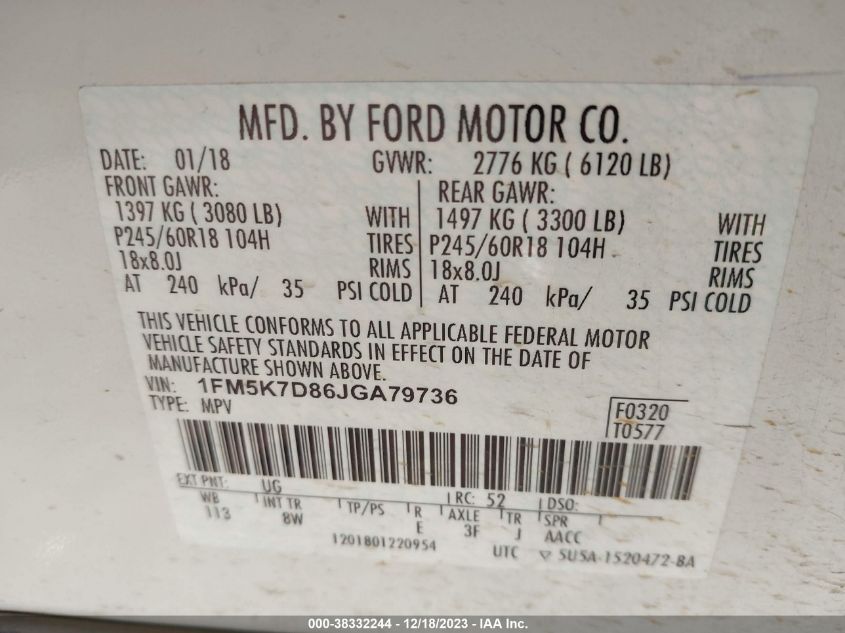 MFD. BY FORD MOTOR CO.
DATE: 01/18 GVWR: 2776 KG ( 6120 LB)
FRONT GAWR: REAR GAWR:
1397 KG ( 3080 LB) WITH 1497 KG ( 3300 LB) WITH
P245/60R18 104H TIRES P245/60R18 104H TIRES
18x8.0J RIMS 18x8.0J RIMS
AT 240 kPa/ 35 PSI COLD AT 240 kPa/ 35 PSI COLD
THIS VEHICLE CONFORMS TO ALL APPLICABLE FEDERAL MOTOR
VEHICLE SAFETY STANDARDS IN EFFECT ON THE DATE OF
MANUFACTURE SHOWN ABOVE.
VIN: 1FM5K7D86JGA79736
TYPE: MPV
F0320
T0577
EXT PNT: UG RC: 52 DSO:
WB INT TR TP/PS R AXLE TR SPR
113 8W E 3F J AACC
1201801220954
UTC ▽ 5U5A-1520472-BA
000-38332244 - 12/18/2023 - IAA Inc.